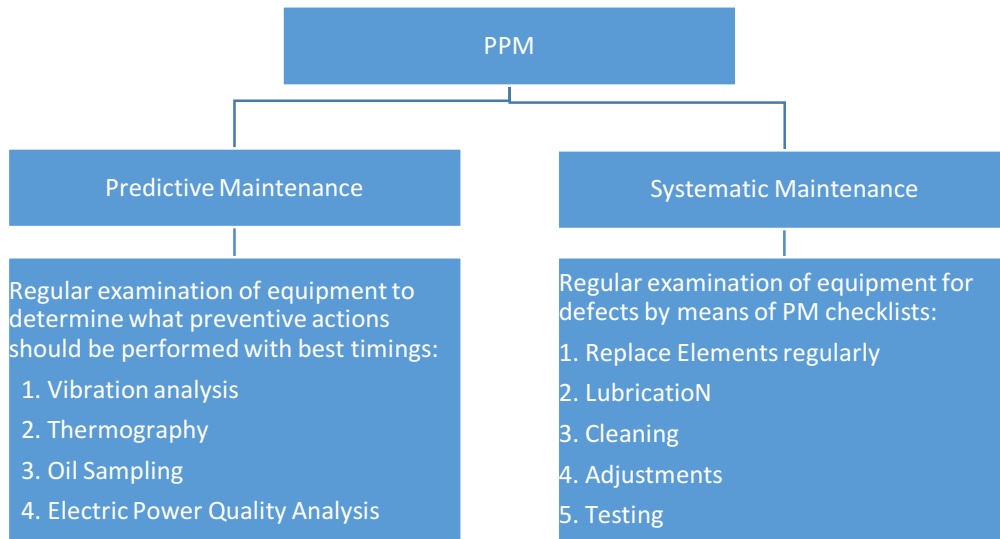 PPM
Predictive Maintenance
Systematic Maintenance
Regular examination of equipment to
determine what preventive actions
should be performed with best timings:
1. Vibration analysis
2. Thermography
3. Oil Sampling
4. Electric Power Quality Analysis
Regular examination of equipment for
defects by means of PM checklists:
1. Replace Elements regularly
2. LubricatioN
3. Cleaning
4. Adjustments
5. Testing